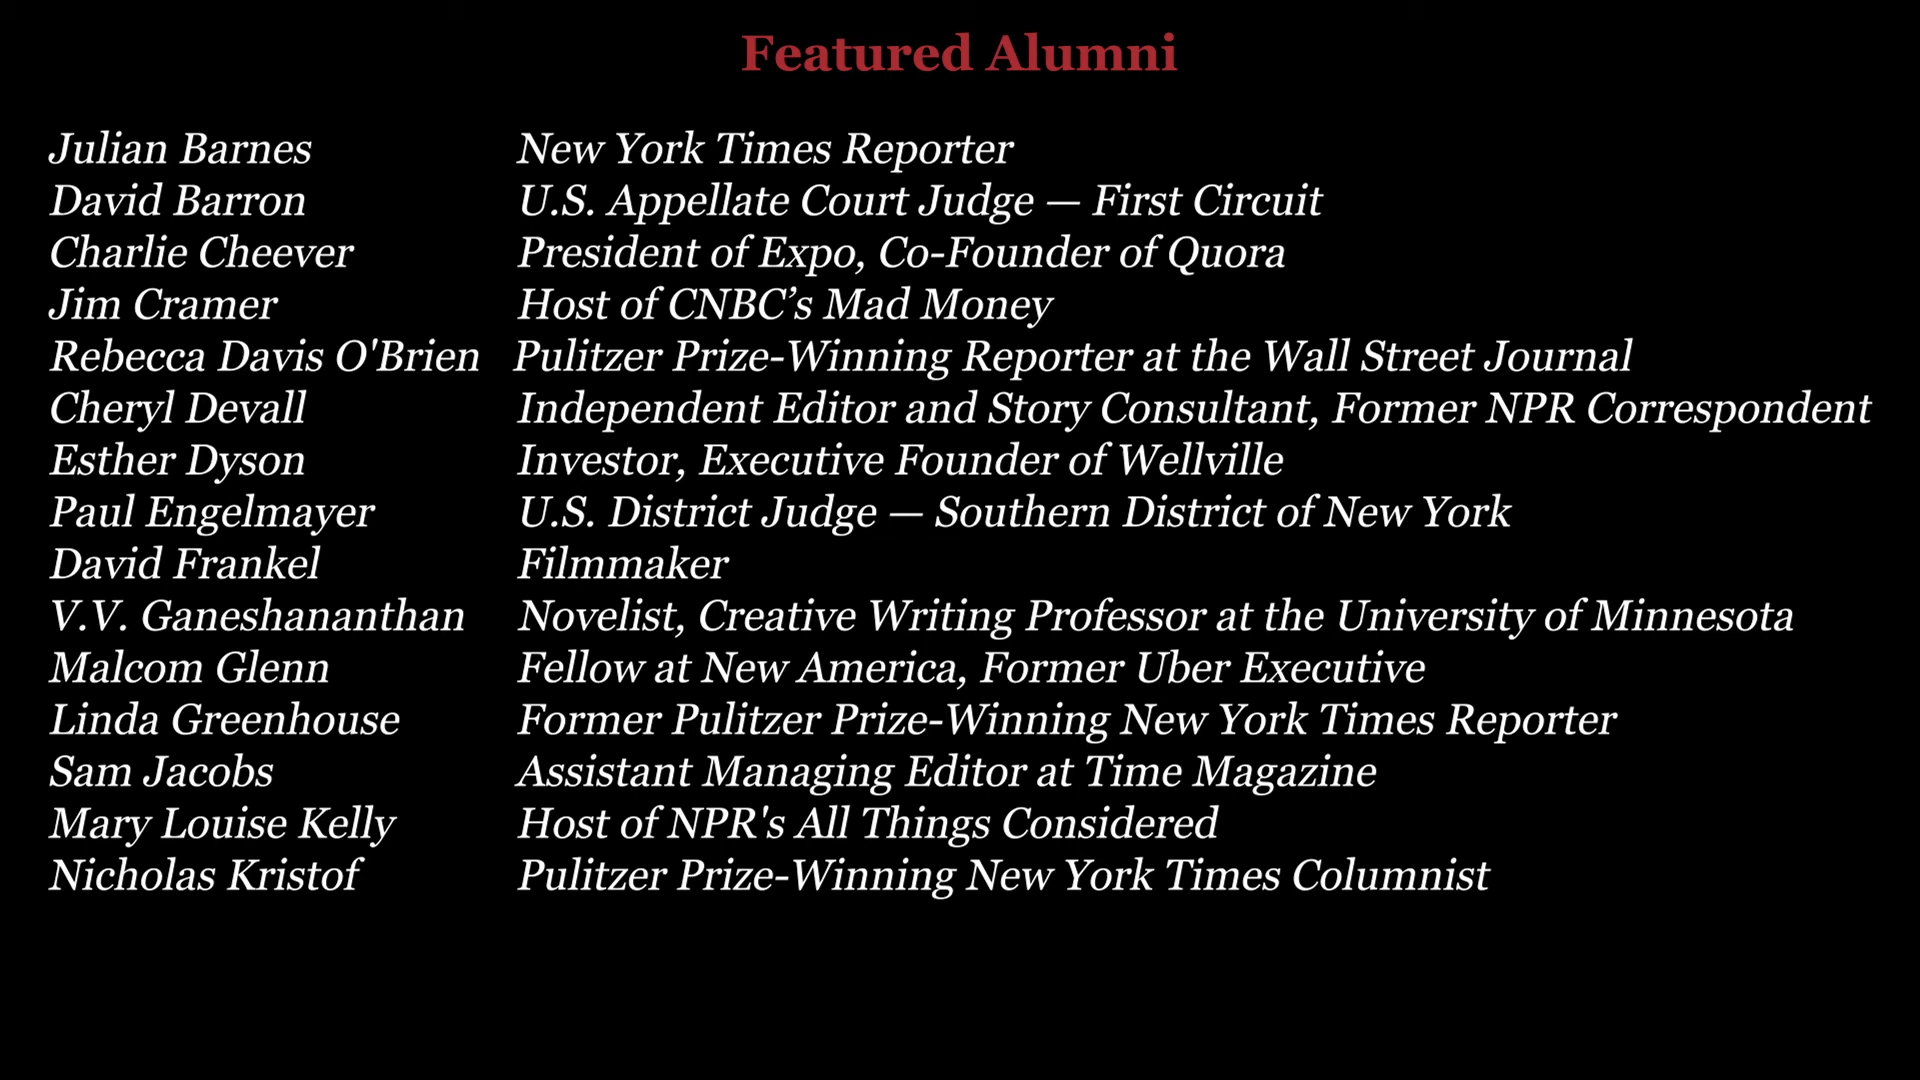 Featured Alumni
Julian Barnes New York Times Reporter
David Barron U.S. Appellate Court Judge — First Circuit
Charlie Cheever President of Expo, Co-Founder of Quora
Jim Cramer Host of CNBC’s Mad Money
Rebecca Davis O'Brien Pulitzer Prize-Winning Reporter at the Wall Street Journal
Cheryl Devall Independent Editor and Story Consultant, Former NPR Correspondent
Esther Dyson Investor, Executive Founder of Wellville
Paul Engelmayer U.S. District Judge — Southern District of New York
David Frankel Filmmaker
V.V. Ganeshananthan Novelist, Creative Writing Professor at the University of Minnesota
Malcom Glenn Fellow at New America, Former Uber Executive
Linda Greenhouse Former Pulitzer Prize-Winning New York Times Reporter
Sam Jacobs Assistant Managing Editor at Time Magazine
Mary Louise Kelly Host of NPR's All Things Considered
Nicholas Kristof Pulitzer Prize-Winning New York Times Columnist